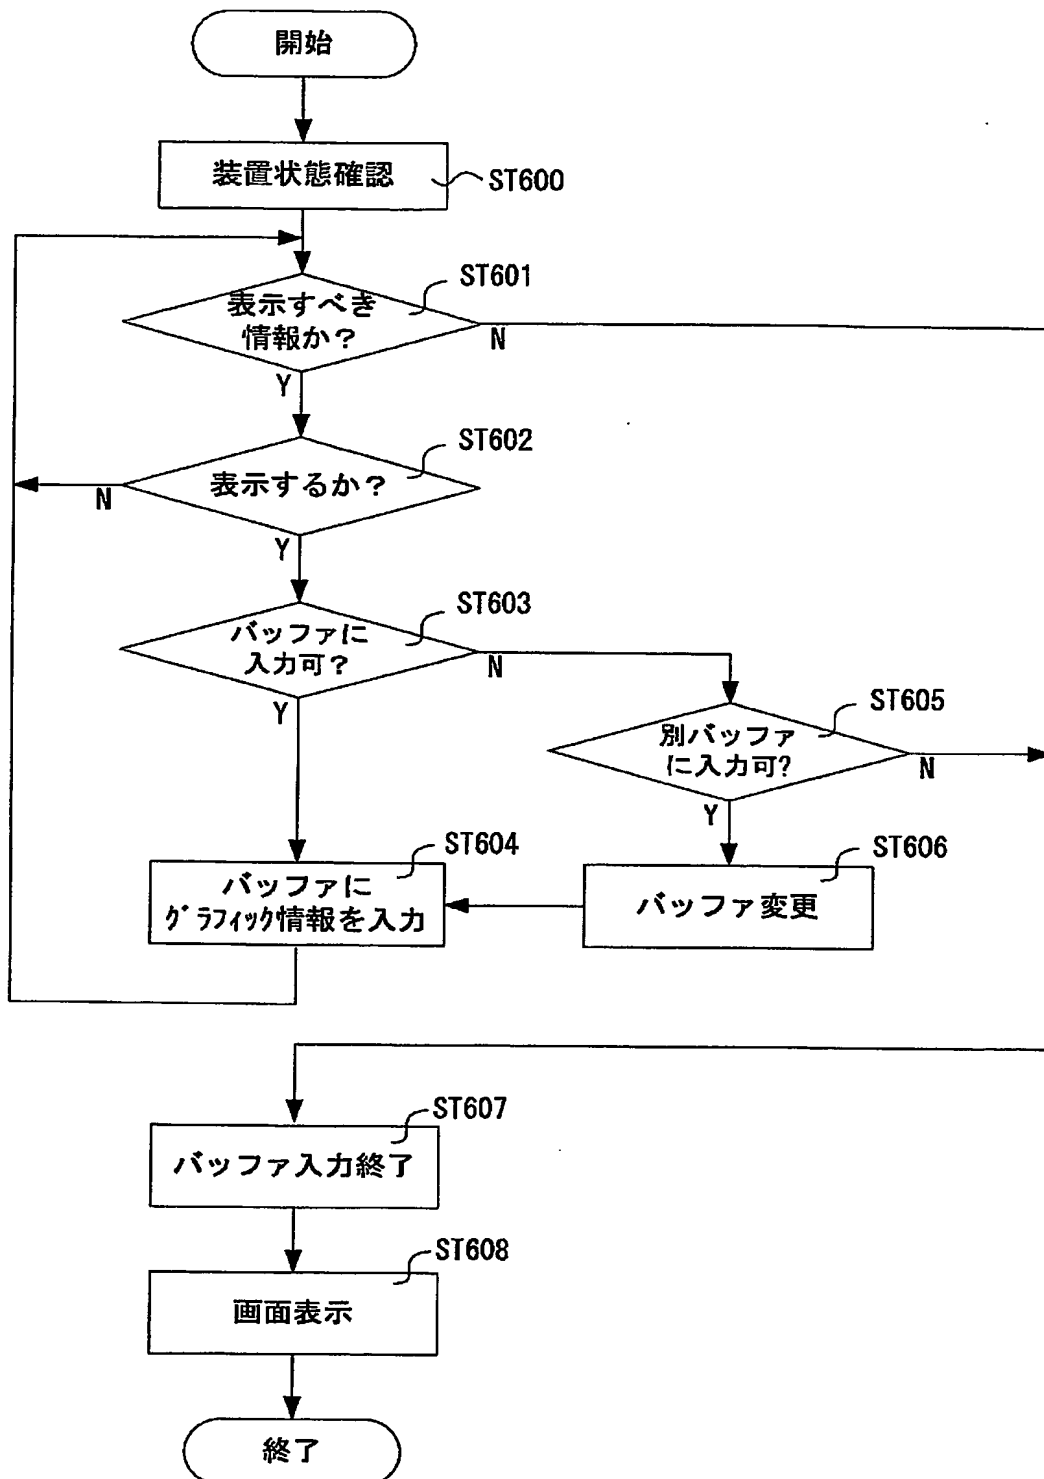 開始
装置状態確認
ST600
ST601
表示すべき
情報か?
N
Y
ST602
表示するか?
N
Y
ST603
バッファに
入力可?
N
Y
ST605
別バッファ
に入力可?
N
Y
ST604
バッファに
グラフィック情報を入力
ST606
バッファ変更
ST607
バッファ入力終了
ST608
画面表示
終了